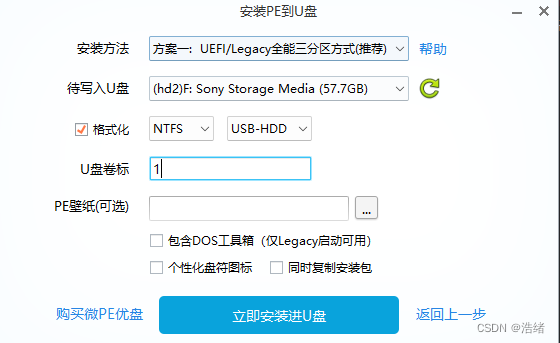 安装PE到U盘
安装方法 方案一：UEFI/Legacy全能三分区方式(推荐) 帮助
待写入U盘 (hd2)F: Sony Storage Media (57.7GB)
格式化 NTFS USB-HDD
U盘卷标 1
PE壁纸(可选) ...
包含DOS工具箱（仅Legacy启动可用）
个性化盘符图标 同时复制安装包
购买微PE优盘 立即安装进U盘 返回上一步
CSDN @浩绪